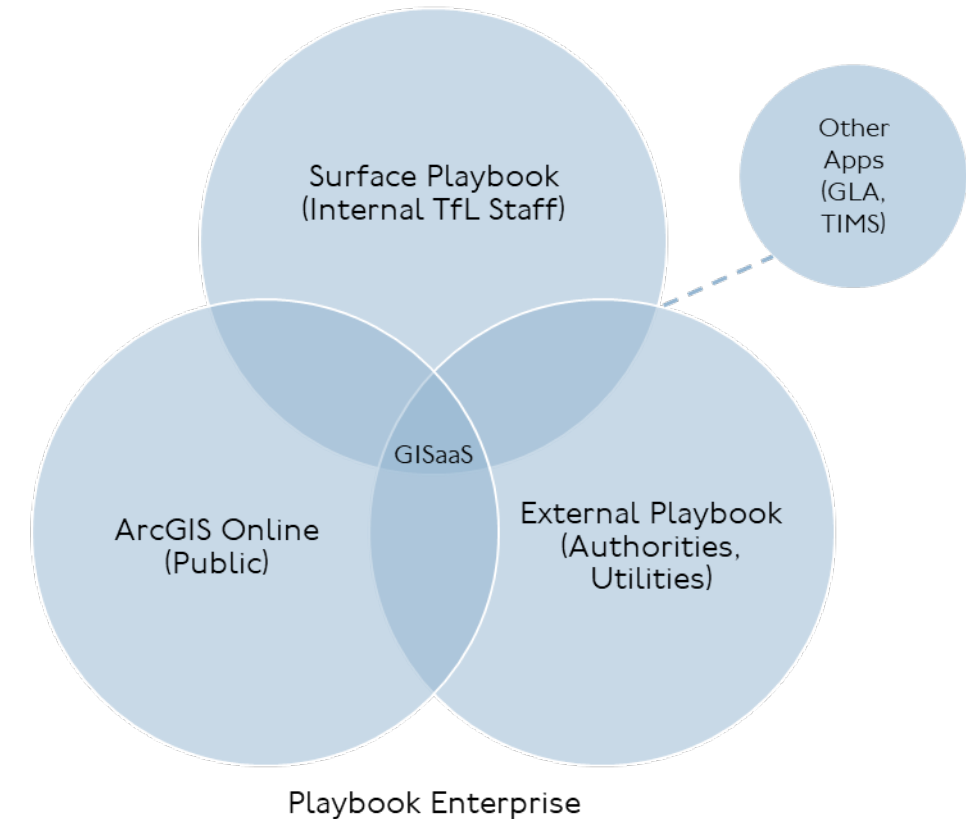 Surface Playbook
(Internal TfL Staff)
Other
Apps
(GLA,
TIMS)
GISaaS
ArcGIS Online
(Public)
External Playbook
(Authorities,
Utilities)
Playbook Enterprise